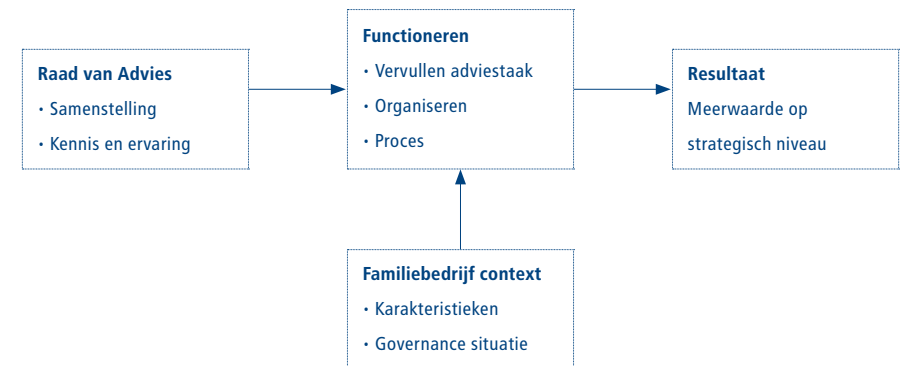 Raad van Advies
· Samenstelling
· Kennis en ervaring
Functioneren
· Vervullen adviestaak
· Organiseren
· Proces
Resultaat
Meerwaarde op
strategisch niveau
Familiebedrijf context
· Karakteristieken
· Governance situatie